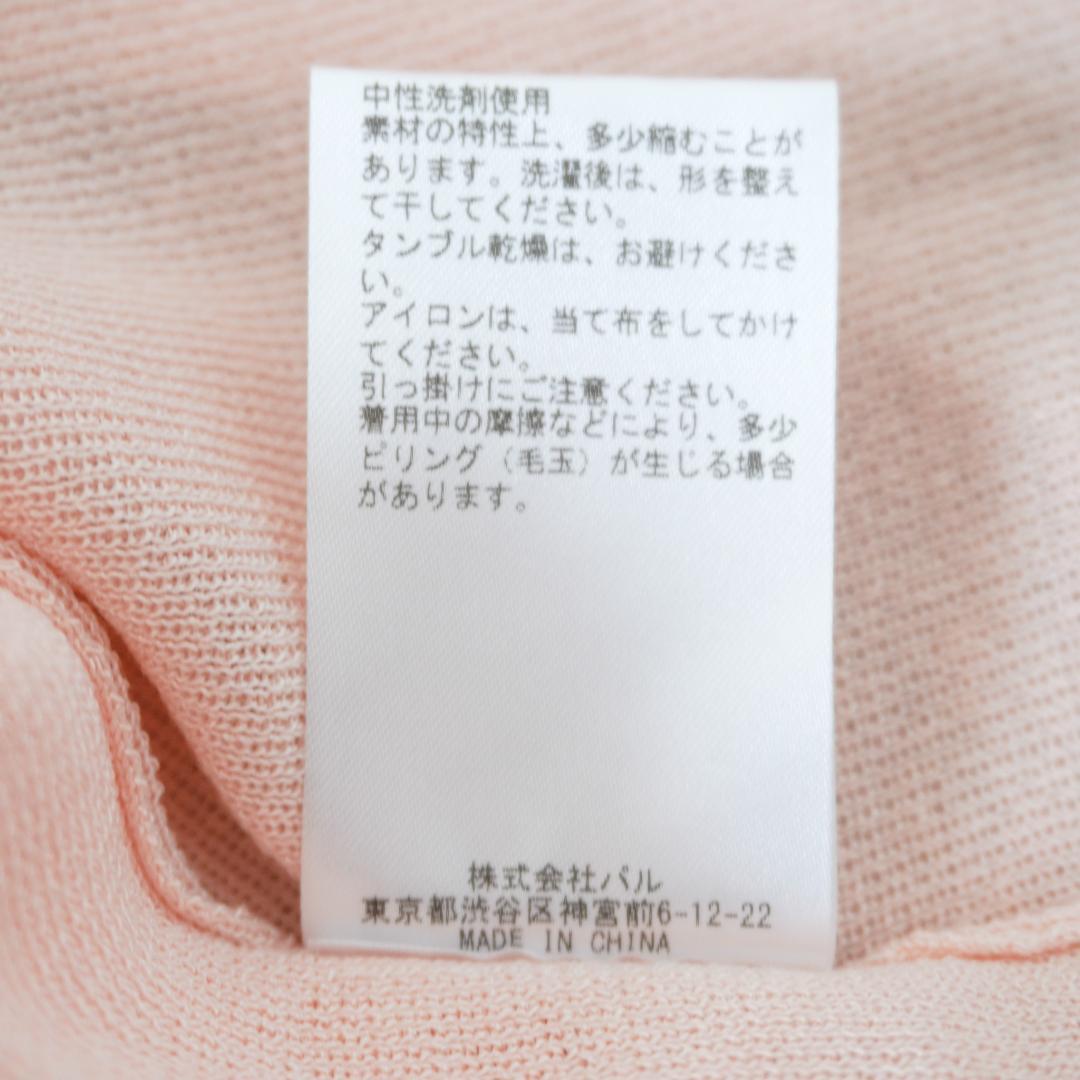 中性洗剤使用
素材の特性上、多少縮むことが
あります。洗濯後は、形を整え
て干してください。
タンブル乾燥は、お避けくださ
い。
アイロンは、当て布をしてかけ
てください。
引っ掛けにご注意ください。
着用中の摩擦などにより、多少
ピリング（毛玉）が生じる場合
があります。
株式会社パル
東京都渋谷区神宮前6-12-22
MADE IN CHINA